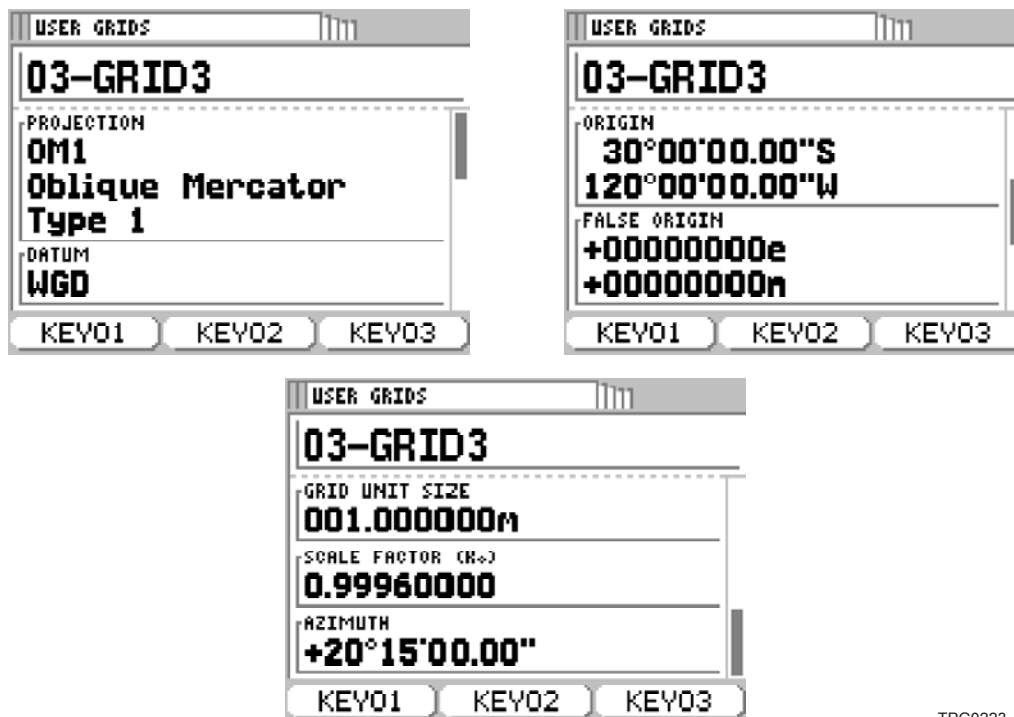 USER GRIDS
03-GRID3
PROJECTION
OM1
Oblique Mercator
Type 1
DATUM
WGD
KEY01 KEY02 KEY03
USER GRIDS
03-GRID3
ORIGIN
30°00'00.00"S
120°00'00.00"W
FALSE ORIGIN
+00000000e
+00000000n
KEY01 KEY02 KEY03
USER GRIDS
03-GRID3
GRID UNIT SIZE
001.000000m
SCALE FACTOR (K₀)
0.99960000
AZIMUTH
+20°15'00.00"
KEY01 KEY02 KEY03